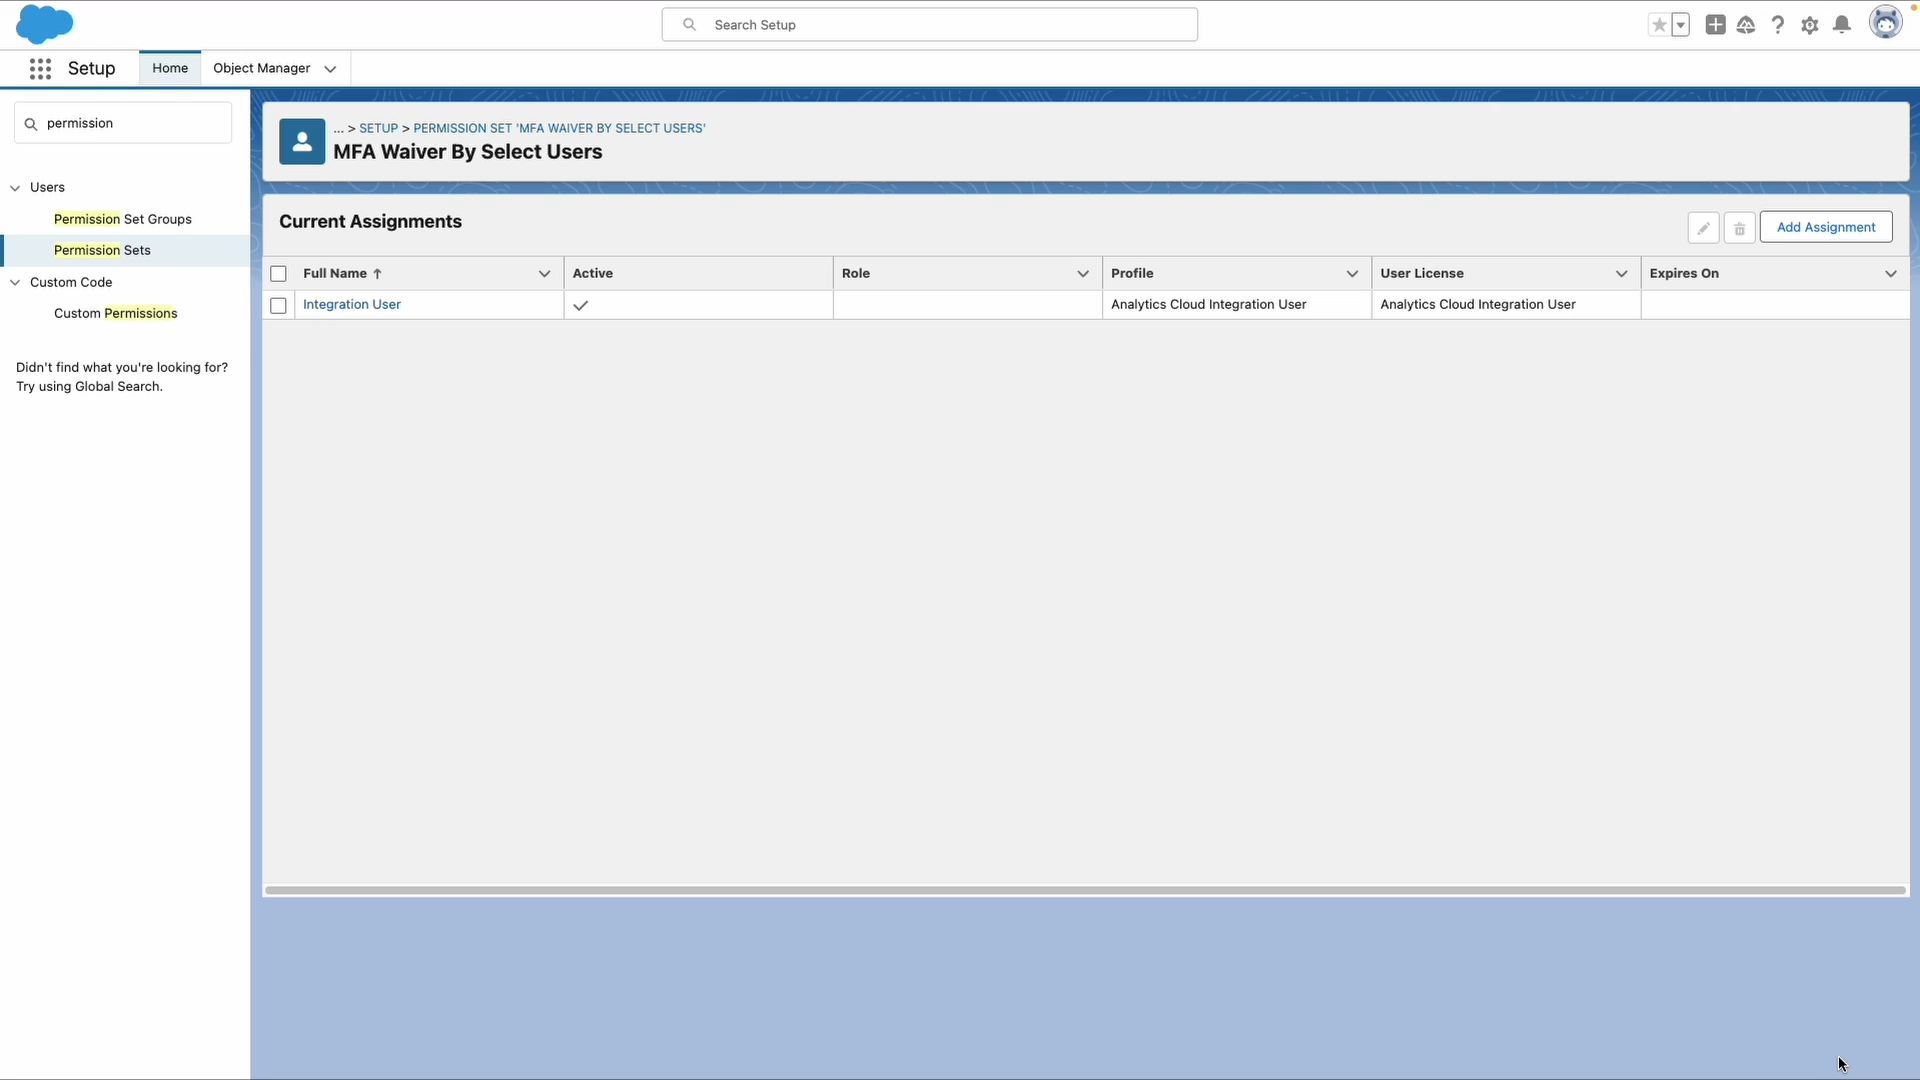 Search Setup
Setup
Home
Object Manager
permission
Users
Permission Set Groups
Permission Sets
Custom Code
Custom Permissions
Didn't find what you're looking for?
Try using Global Search.
... > SETUP > PERMISSION SET 'MFA WAIVER BY SELECT USERS'
MFA Waiver By Select Users
Current Assignments
Add Assignment
Full Name ↑ Active Role Profile User License Expires On
Integration User Analytics Cloud Integration User Analytics Cloud Integration User